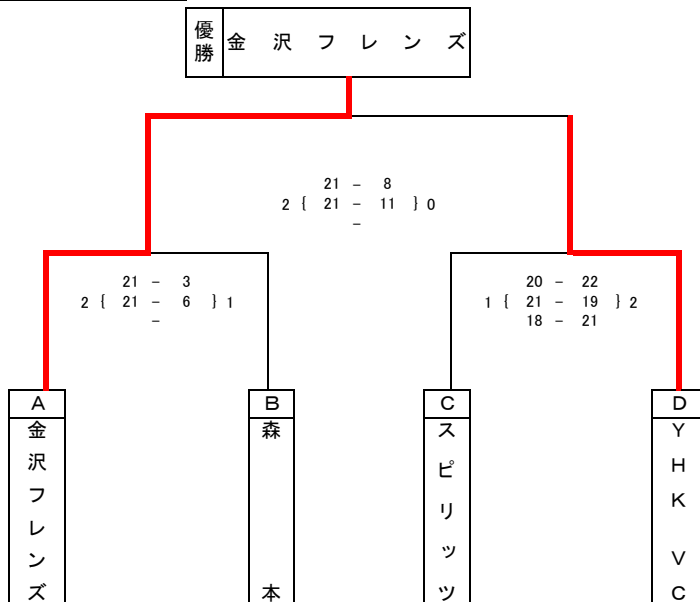 優勝 金沢フレンズ
21 － 8
2 { 21 － 11 } 0
－
21 － 3
2 { 21 － 6 } 1
－
20 － 22
1 { 21 － 19 } 2
18 － 21
A
金沢フレンズ
B
森本
C
スピリッツ
D
YHK VC